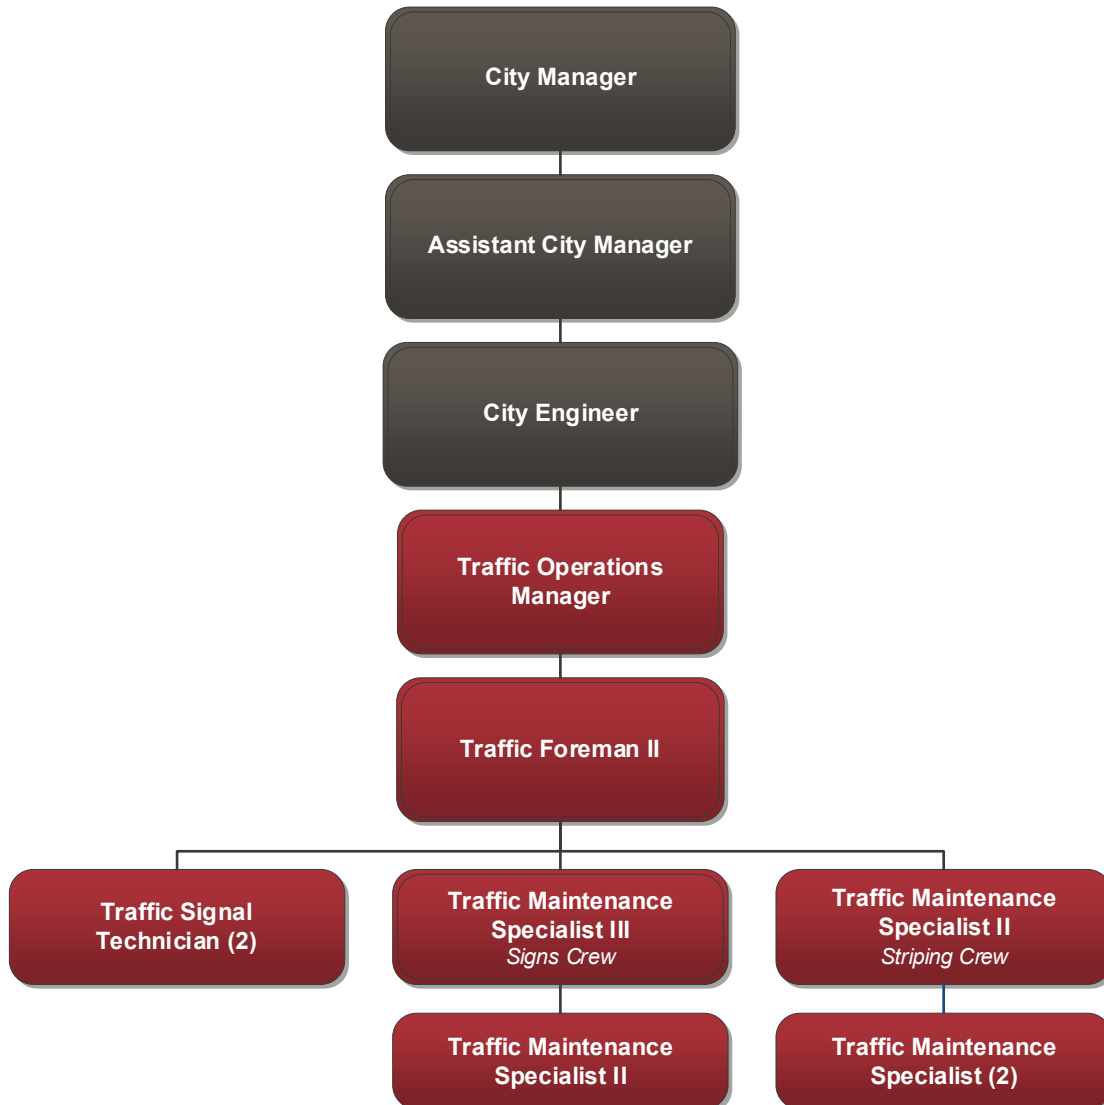 City Manager
Assistant City Manager
City Engineer
Traffic Operations
Manager
Traffic Foreman II
Traffic Signal
Technician (2)
Traffic Maintenance
Specialist III
Signs Crew
Traffic Maintenance
Specialist II
Striping Crew
Traffic Maintenance
Specialist II
Traffic Maintenance
Specialist (2)